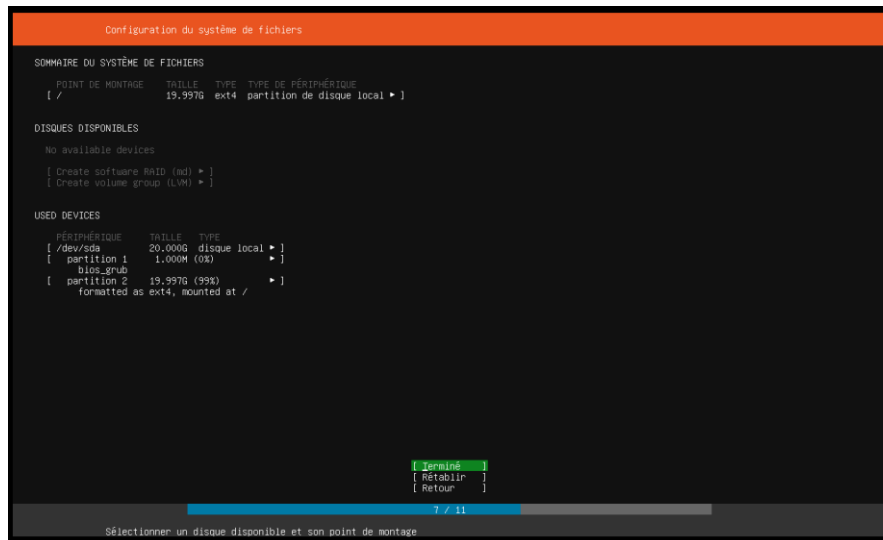 Configuration du système de fichiers
SOMMAIRE DU SYSTÈME DE FICHIERS
POINT DE MONTAGE TAILLE TYPE TYPE DE PÉRIPHÉRIQUE
[ / 19.997G ext4 partition de disque local ► ]
DISQUES DISPONIBLES
No available devices
[ Create software RAID (md) ► ]
[ Create volume group (LVM) ► ]
USED DEVICES
PÉRIPHÉRIQUE TAILLE TYPE
[ /dev/sda 20.000G disque local ► ]
[ partition 1 1.000M (0%) ► ]
bios_grub
[ partition 2 19.997G (99%) ► ]
formatted as ext4, mounted at /
[ Terminé ]
[ Rétablir ]
[ Retour ]
7 / 11
Sélectionner un disque disponible et son point de montage